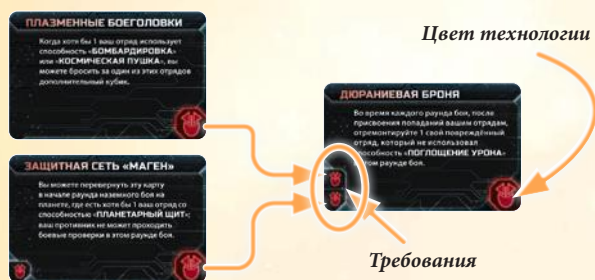 ПЛАЗМЕННЫЕ БОЕГОЛОВКИ
Когда хотя бы 1 ваш отряд использует
способность «БОМБАРДИРОВКА»
или «КОСМИЧЕСКАЯ ПУШКА», вы
можете бросить за один из этих отрядов
дополнительный кубик.
ЗАЩИТНАЯ СЕТЬ «МАГЕН»
Вы можете перевернуть эту карту
в начале раунда наземного боя на
планете, где есть хотя бы 1 ваш отряд со
способностью «ПЛАНЕТАРНЫЙ ЩИТ»:
ваш противник не может проходить
боевые проверки в этом раунде боя.
Цвет технологии
ДЮРАНИЕВАЯ БРОНЯ
Во время каждого раунда боя, после
присвоения попаданий вашим отрядам,
отремонтируйте 1 свой повреждённый
отряд, который не использовал
способность «ПОГЛОЩЕНИЕ УРОНА»
этом раунде боя.
Требования